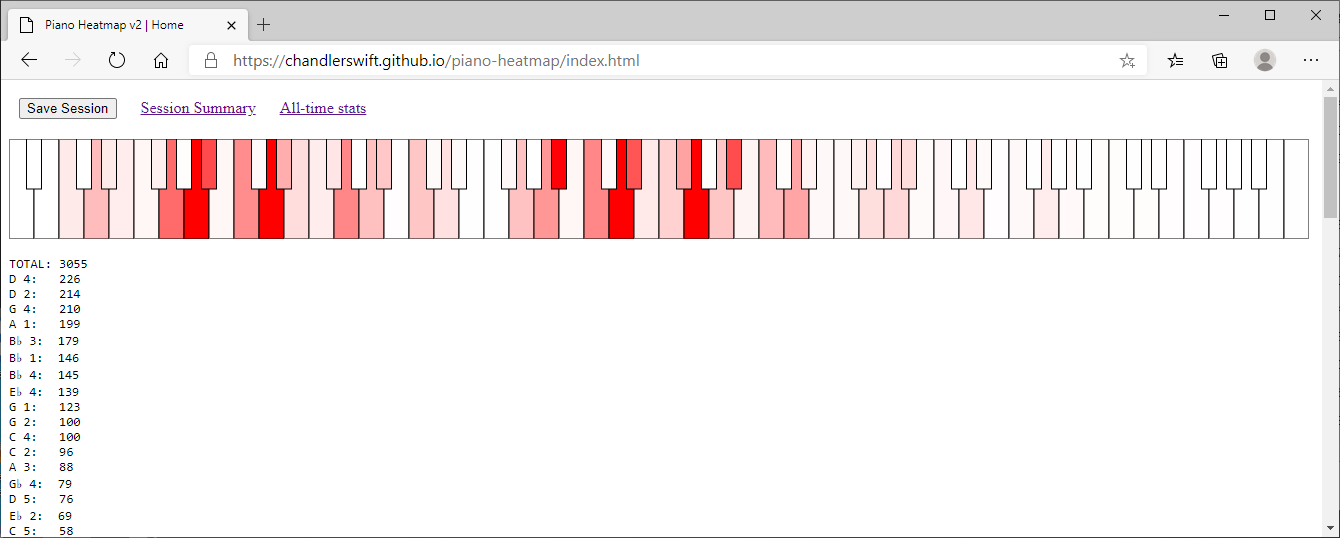 Piano Heatmap v2 | Home
https://chandlerswift.github.io/piano-heatmap/index.html
Save Session Session Summary All-time stats
TOTAL: 3055
D 4: 226
D 2: 214
G 4: 210
A 1: 199
B♭ 3: 179
B♭ 1: 146
B♭ 4: 145
E♭ 4: 139
G 1: 123
G 2: 100
C 4: 100
C 2: 96
A 3: 88
G♭ 4: 79
D 5: 76
E♭ 2: 69
C 5: 58